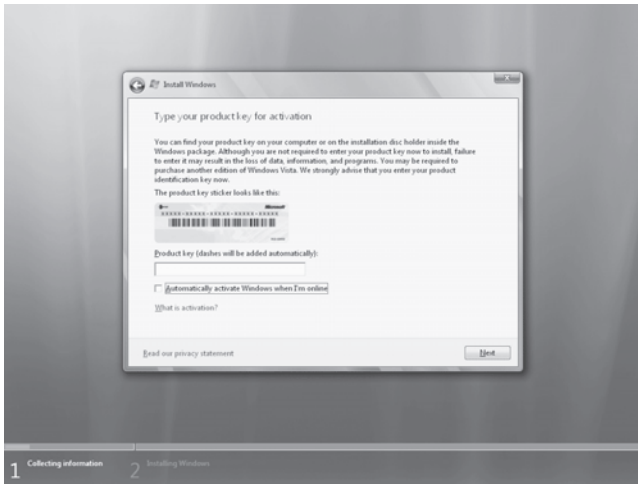 Install Windows
Type your product key for activation
You can find your product key on your computer or on the installation disc holder inside the
Windows package. Although you are not required to enter your product key now to install, failure
to enter it may result in the loss of data, information, and programs. You may be required to
purchase another edition of Windows Vista. We strongly advise that you enter your product
identification key now.
The product key sticker looks like this:
Microsoft
XXXXX-XXXXX-XXXXX-XXXXX-XXXXX
Product key (dashes will be added automatically):
Automatically activate Windows when I'm online
What is activation?
Read our privacy statement
Next
1 Collecting information
2 Installing Windows